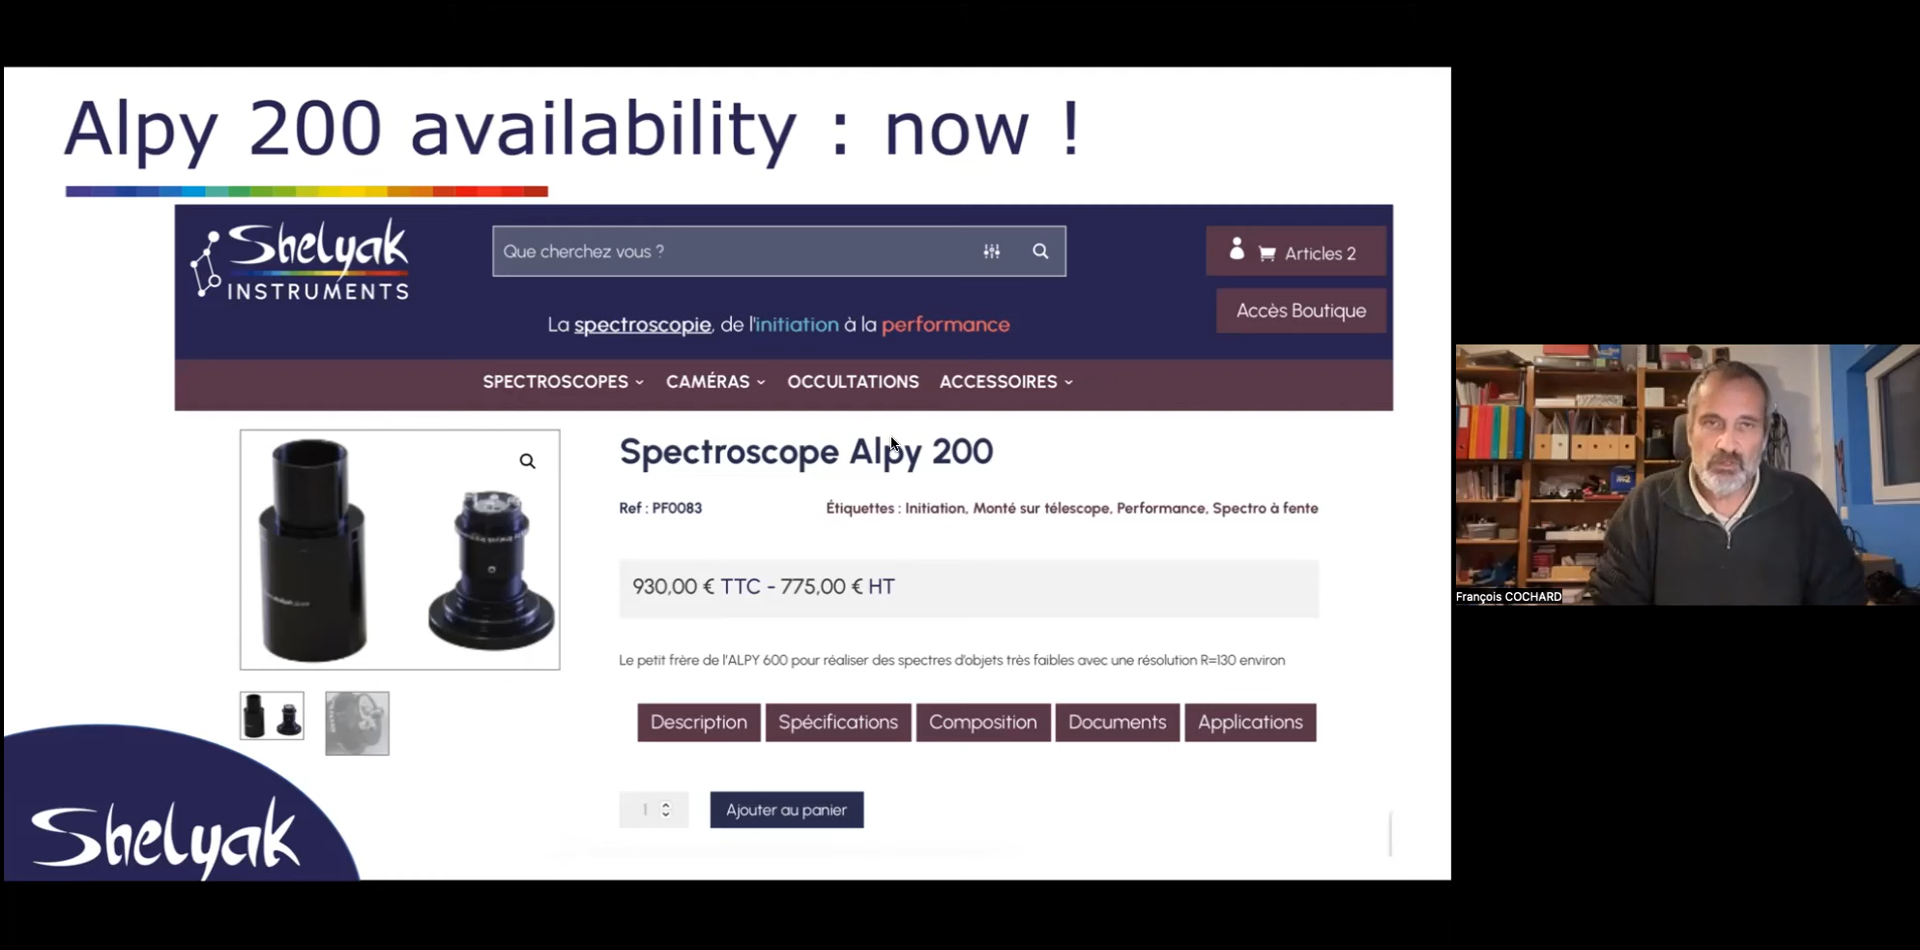 Alpy 200 availability : now !
Shelyak
INSTRUMENTS
Que cherchez vous ?
Articles 2
Accès Boutique
La spectroscopie, de l'initiation à la performance
SPECTROSCOPES
CAMÉRAS
OCCULTATIONS
ACCESSOIRES
Spectroscope Alpy 200
Ref : PF0083
Étiquettes : Initiation, Monté sur télescope, Performance, Spectro à fente
930,00 € TTC - 775,00 € HT
Le petit frère de l'ALPY 600 pour réaliser des spectres d'objets très faibles avec une résolution R=130 environ
Description
Spécifications
Composition
Documents
Applications
1
Ajouter au panier
Shelyak
François COCHARD